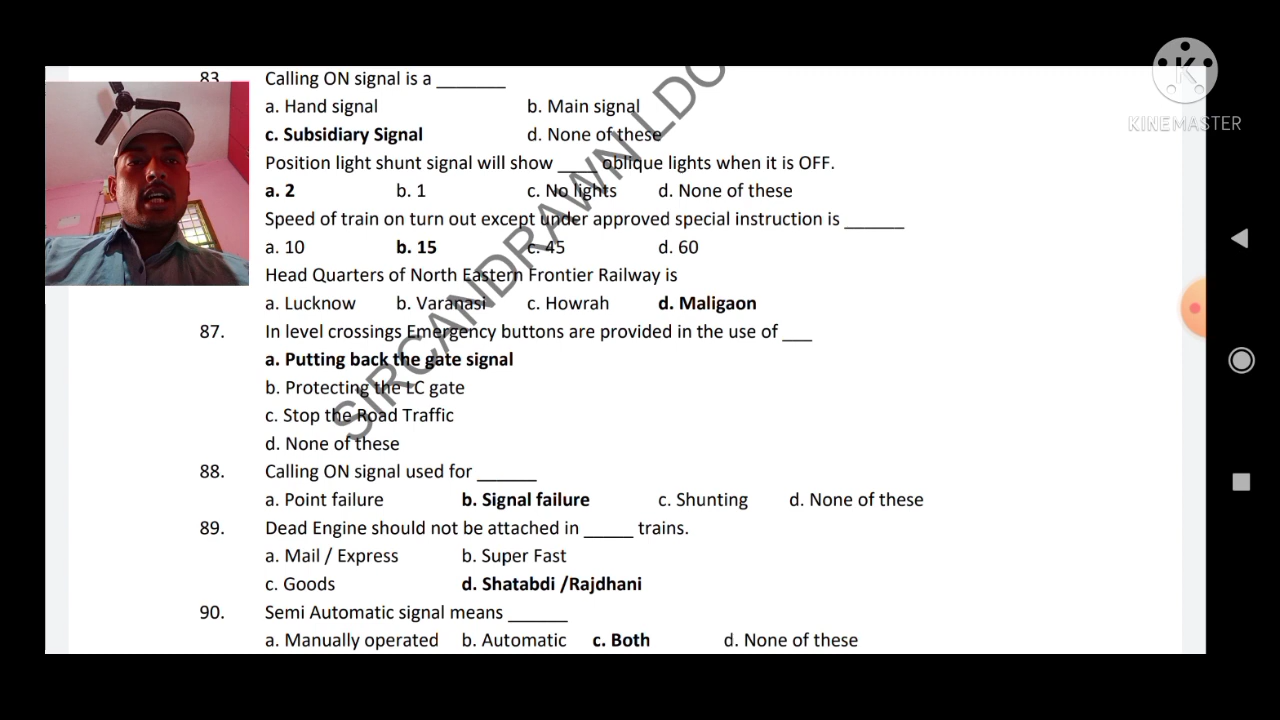 83. Calling ON signal is a _______
a. Hand signal b. Main signal
c. Subsidiary Signal d. None of these
Position light shunt signal will show ____ oblique lights when it is OFF.
a. 2 b. 1 c. No lights d. None of these
Speed of train on turn out except under approved special instruction is ______
a. 10 b. 15 c. 45 d. 60
Head Quarters of North Eastern Frontier Railway is
a. Lucknow b. Varanasi c. Howrah d. Maligaon
87. In level crossings Emergency buttons are provided in the use of ___
a. Putting back the gate signal
b. Protecting the LC gate
c. Stop the Road Traffic
d. None of these
88. Calling ON signal used for ______
a. Point failure b. Signal failure c. Shunting d. None of these
89. Dead Engine should not be attached in _____ trains.
a. Mail / Express b. Super Fast
c. Goods d. Shatabdi /Rajdhani
90. Semi Automatic signal means ______
a. Manually operated b. Automatic c. Both d. None of these
SIRCANDRAWN LDC
K
KINEMASTER